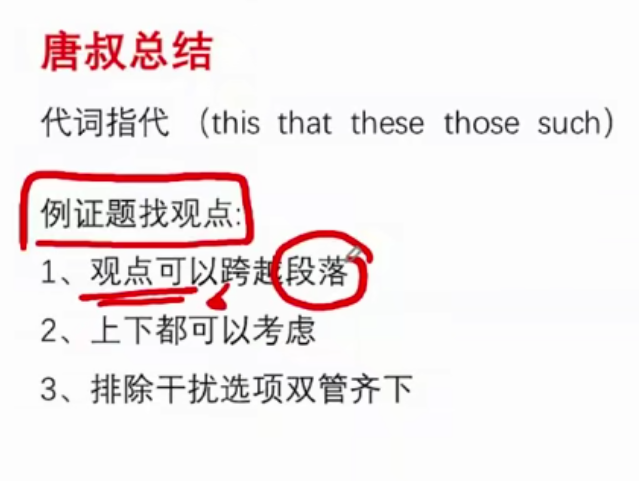 唐叔总结
代词指代 （this that these those such）
例证题找观点:
1、观点可以跨越段落
2、上下都可以考虑
3、排除干扰选项双管齐下